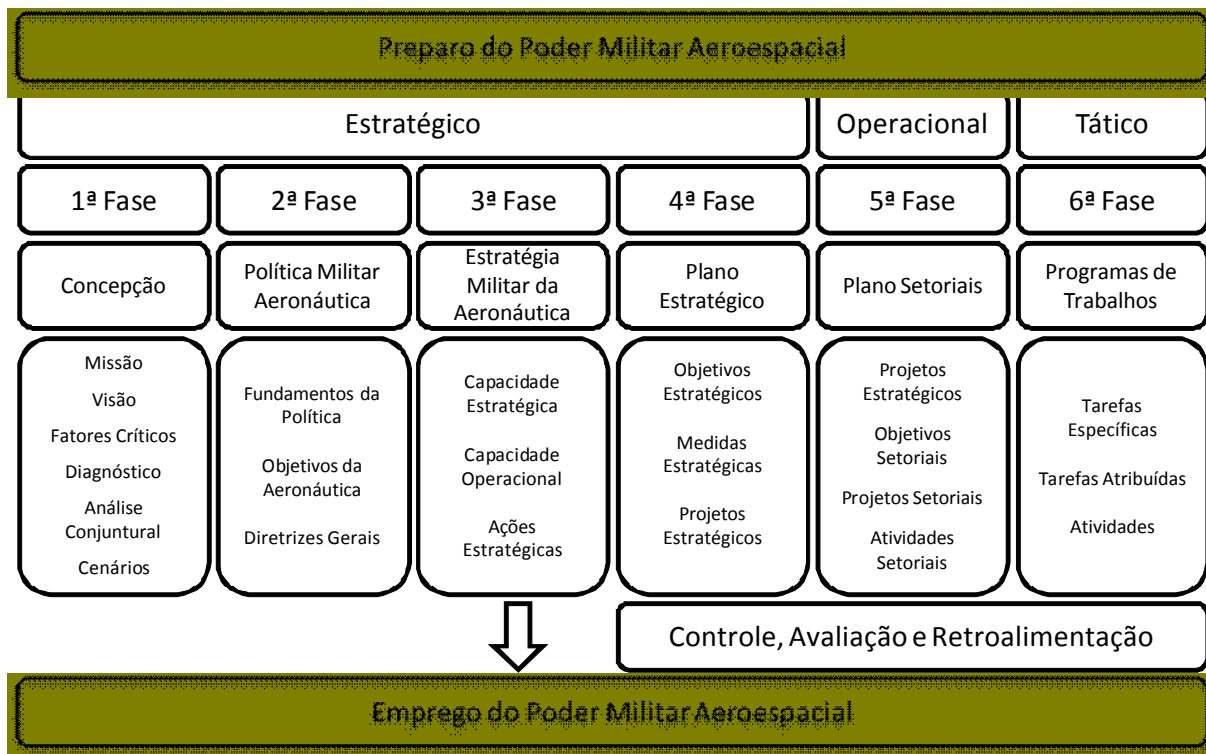 Preparo do Poder Militar Aeroespacial
Estratégico
Operacional
Tático
1ª Fase
2ª Fase
3ª Fase
4ª Fase
5ª Fase
6ª Fase
Concepção
Política Militar
Aeronáutica
Estratégia
Militar da
Aeronáutica
Plano
Estratégico
Plano Setoriais
Programas de
Trabalhos
Missão
Visão
Fatores Críticos
Diagnóstico
Análise
Conjuntural
Cenários
Fundamentos da
Política
Objetivos da
Aeronáutica
Diretrizes Gerais
Capacidade
Estratégica
Capacidade
Operacional
Ações
Estratégicas
Objetivos
Estratégicos
Medidas
Estratégicas
Projetos
Estratégicos
Projetos
Estratégicos
Objetivos
Setoriais
Projetos Setoriais
Atividades
Setoriais
Tarefas
Específicas
Tarefas Atribuídas
Atividades
Controle, Avaliação e Retroalimentação
Emprego do Poder Militar Aeroespacial